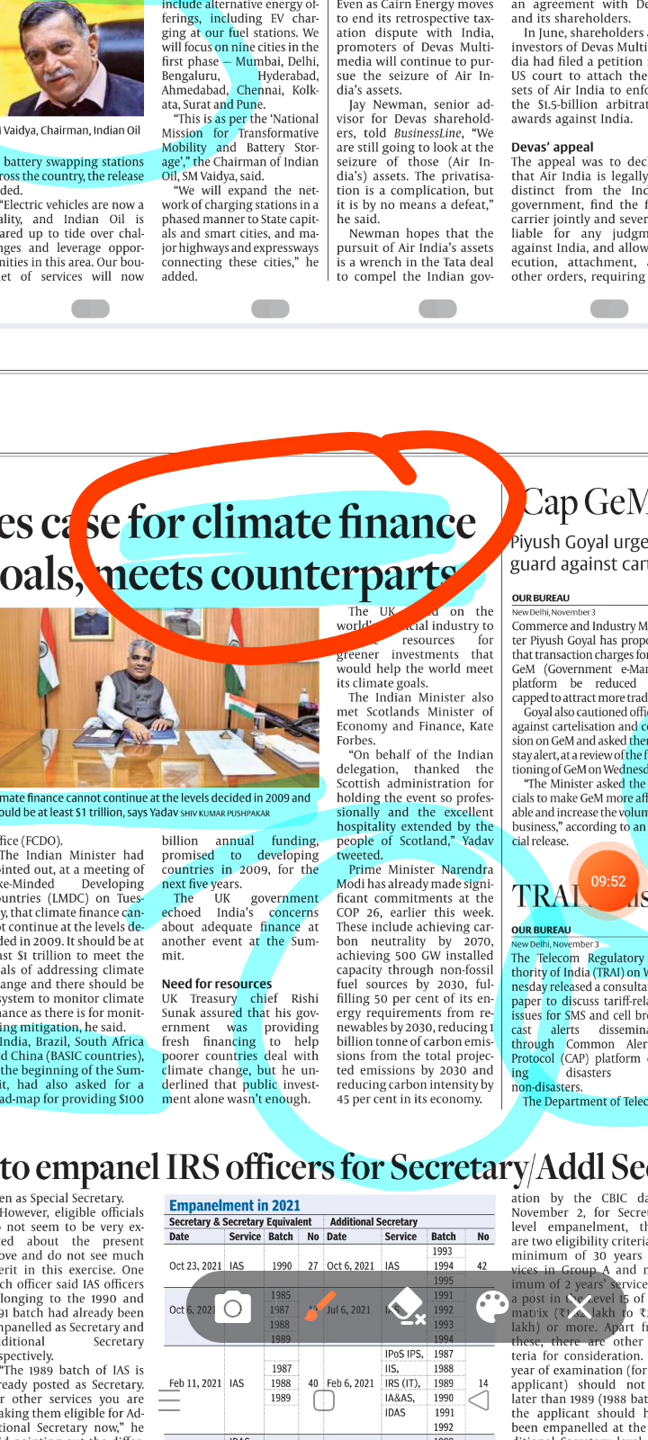 Vaidya, Chairman, Indian Oil
battery swapping stations
ross the country, the release
ded.
"Electric vehicles are now a
ality, and Indian Oil is
ared up to tide over chal-
nges and leverage oppor-
nities in this area. Our bou-
et of services will now
include alternative energy of-
ferings, including EV char-
ging at our fuel stations. We
will focus on nine cities in the
first phase — Mumbai, Delhi,
Bengaluru, Hyderabad,
Ahmedabad, Chennai, Kolk-
ata, Surat and Pune.
"This is as per the 'National
Mission for Transformative
Mobility and Battery Stor-
age'," the Chairman of Indian
Oil, SM Vaidya, said.
"We will expand the net-
work of charging stations in a
phased manner to State capit-
als and smart cities, and ma-
jor highways and expressways
connecting these cities," he
added.
Even as Cairn Energy moves
to end its retrospective tax-
ation dispute with India,
promoters of Devas Multi-
media will continue to pur-
sue the seizure of Air In-
dia's assets.
Jay Newman, senior ad-
visor for Devas sharehold-
ers, told BusinessLine, "We
are still going to look at the
seizure of those (Air In-
dia's) assets. The privatisa-
tion is a complication, but
it is by no means a defeat,"
he said.
Newman hopes that the
pursuit of Air India's assets
is a wrench in the Tata deal
to compel the Indian gov-
an agreement with De
and its shareholders.
In June, shareholders a
investors of Devas Multi
dia had filed a petition
US court to attach the
sets of Air India to enfo
the $1.5-billion arbitrat
awards against India.
Devas' appeal
The appeal was to decl
that Air India is legally
distinct from the Ind
government, find the f
carrier jointly and sever
liable for any judgm
against India, and allow
ecution, attachment,
other orders, requiring
es case for climate finance
oals, meets counterparts
mate finance cannot continue at the levels decided in 2009 and
ould be at least $1 trillion, says Yadav SHIV KUMAR PUSHPAKAR
fice (FCDO).
The Indian Minister had
inted out, at a meeting of
ke-Minded Developing
untries (LMDC) on Tues-
y, that climate finance can-
t continue at the levels de-
ded in 2009. It should be at
ast $1 trillion to meet the
als of addressing climate
ange and there should be
system to monitor climate
nance as there is for monit-
ing mitigation, he said.
India, Brazil, South Africa
d China (BASIC countries),
the beginning of the Sum-
it, had also asked for a
ad-map for providing $100
billion annual funding,
promised to developing
countries in 2009, for the
next five years.
The UK government
echoed India's concerns
about adequate finance at
another event at the Sum-
mit.
Need for resources
UK Treasury chief Rishi
Sunak assured that his gov-
ernment was providing
fresh financing to help
poorer countries deal with
climate change, but he un-
derlined that public invest-
ment alone wasn't enough.
The UK on the
world's financial industry to
resources for
greener investments that
would help the world meet
its climate goals.
The Indian Minister also
met Scotlands Minister of
Economy and Finance, Kate
Forbes.
"On behalf of the Indian
delegation, thanked the
Scottish administration for
holding the event so profes-
sionally and the excellent
hospitality extended by the
people of Scotland," Yadav
tweeted.
Prime Minister Narendra
Modi has already made signi-
ficant commitments at the
COP 26, earlier this week.
These include achieving car-
bon neutrality by 2070,
achieving 500 GW installed
capacity through non-fossil
fuel sources by 2030, ful-
filling 50 per cent of its en-
ergy requirements from re-
newables by 2030, reducing 1
billion tonne of carbon emis-
sions from the total projec-
ted emissions by 2030 and
reducing carbon intensity by
45 per cent in its economy.
Cap GeM
Piyush Goyal urge
guard against cart
OUR BUREAU
New Delhi, November 3
Commerce and Industry M
ter Piyush Goyal has propo
that transaction charges for
GeM (Government e-Mar
platform be reduced
capped to attract more trad
Goyal also cautioned offic
against cartelisation and co
sion on GeM and asked them
stay alert, at a review of the f
tioning of GeM on Wednesd
"The Minister asked the
cials to make GeM more affo
able and increase the volum
business," according to an
cial release.
09:52
TRAI
OUR BUREAU
New Delhi, November 3
The Telecom Regulatory
thority of India (TRAI) on W
nesday released a consultat
paper to discuss tariff-rela
issues for SMS and cell bro
cast alerts dissemina
through Common Aler
Protocol (CAP) platform
ing disasters
non-disasters.
The Department of Telec
to empanel IRS officers for Secretary/Addl Sec
en as Special Secretary.
However, eligible officials
not seem to be very ex-
ted about the present
ove and do not see much
erit in this exercise. One
ch officer said IAS officers
longing to the 1990 and
91 batch had already been
mpanelled as Secretary and
ditional Secretary
spectively.
"The 1989 batch of IAS is
ready posted as Secretary.
r other services you are
aking them eligible for Ad-
tional Secretary now," he
Empanelment in 2021
Secretary & Secretary Equivalent Additional Secretary
Date Service Batch No Date Service Batch No
1993
Oct 23, 2021 IAS 1990 27 Oct 6, 2021 IAS 1994 42
1995
1985 1991
Oct 6, 2021 1987 Jul 6, 2021 IAS 1992
1988 1993
1989 1994
IPoS IPS, 1987
1987 IIS, 1988
Feb 11, 2021 IAS 1988 40 Feb 6, 2021 IRS (IT), 1989 14
1989 IA&AS, 1990
IDAS 1991
1992
ation by the CBIC da
November 2, for Secre
level empanelment, th
are two eligibility criteria
minimum of 30 years
vices in Group A and m
imum of 2 years' service
a post in the Level 15 of
matrix (₹1.82 lakh to ₹2
lakh) or more. Apart fr
these, there are other
teria for consideration.
year of examination (for
applicant) should not
later than 1989 (1988 bat
the applicant should h
been empanelled at the